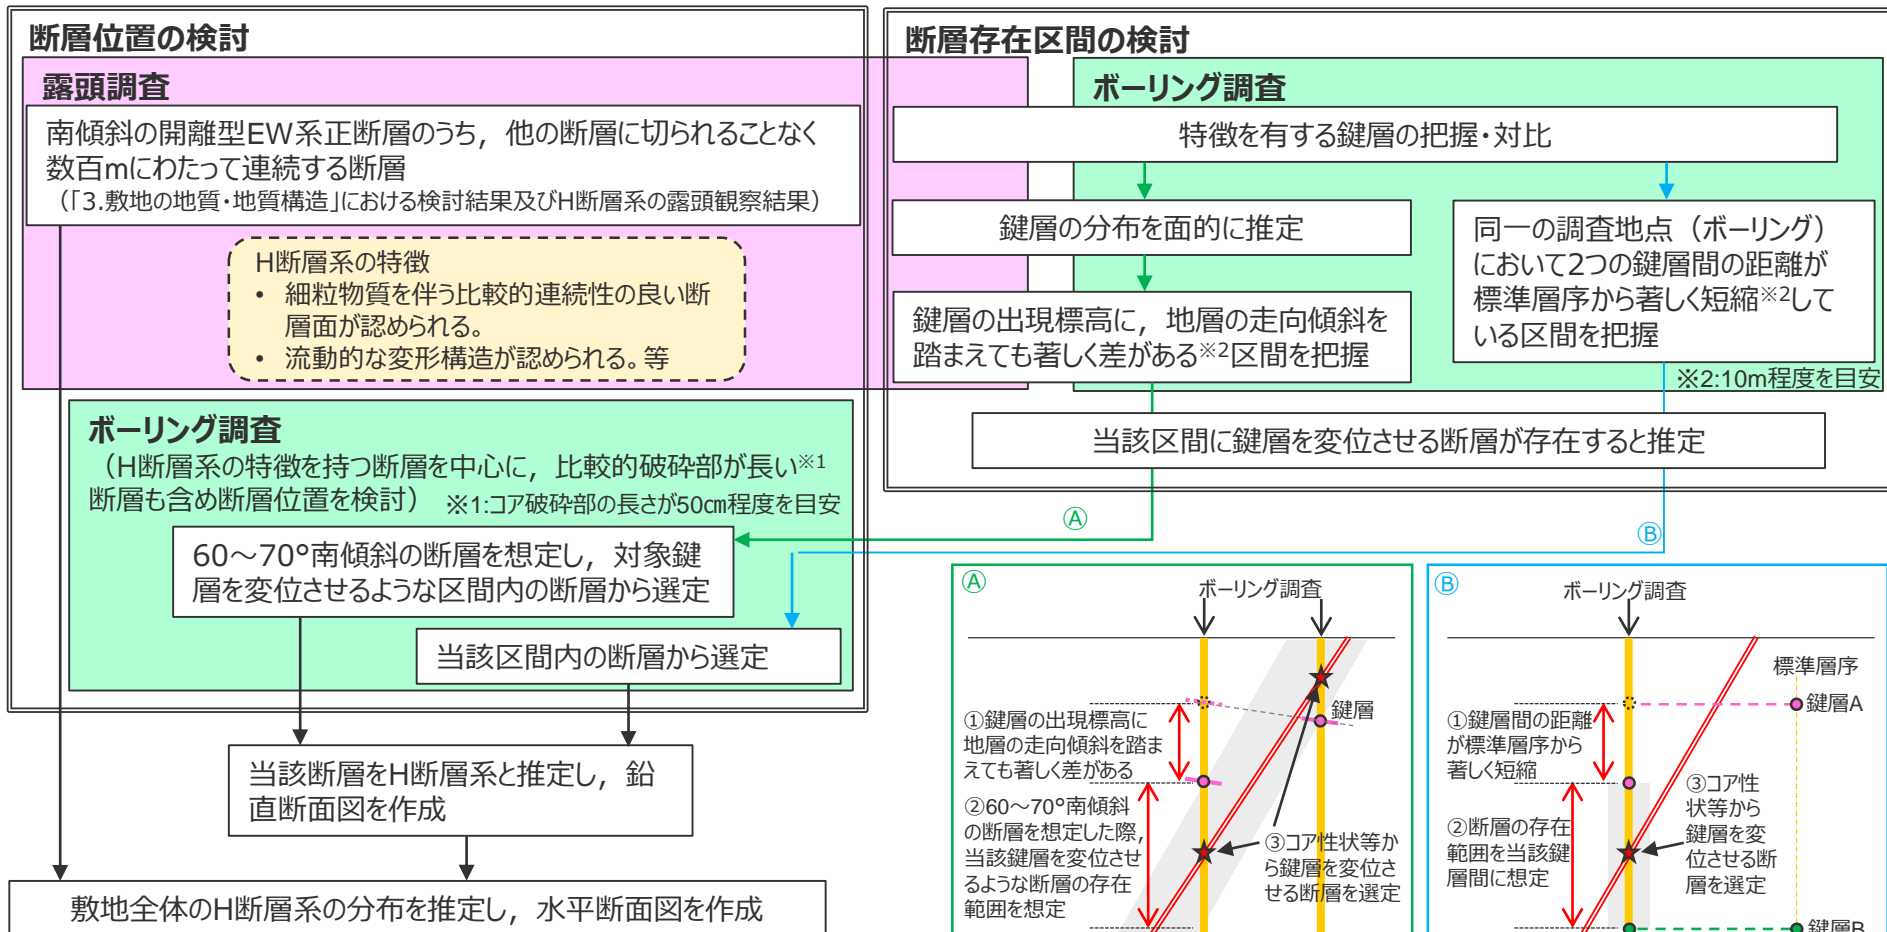 断層位置の検討
露頭調査
南傾斜の開離型EW系正断層のうち，他の断層に切られることなく
数百mにわたって連続する断層
（「3.敷地の地質・地質構造」における検討結果及びH断層系の露頭観察結果）
H断層系の特徴
• 細粒物質を伴う比較的連続性の良い断
層面が認められる。
• 流動的な変形構造が認められる。等
ボーリング調査
（H断層系の特徴を持つ断層を中心に，比較的破砕部が長い※1
断層も含め断層位置を検討）
※1:コア破砕部の長さが50㎝程度を目安
60～70°南傾斜の断層を想定し，対象鍵
層を変位させるような区間内の断層から選定
当該区間内の断層から選定
当該断層をH断層系と推定し，鉛
直断面図を作成
敷地全体のH断層系の分布を推定し，水平断面図を作成
断層存在区間の検討
ボーリング調査
特徴を有する鍵層の把握・対比
鍵層の分布を面的に推定
鍵層の出現標高に，地層の走向傾斜を
踏まえても著しく差がある※2区間を把握
同一の調査地点（ボーリング）
において2つの鍵層間の距離が
標準層序から著しく短縮※2して
いる区間を把握
※2:10m程度を目安
当該区間に鍵層を変位させる断層が存在すると推定
Ⓐ
Ⓑ
Ⓐ
ボーリング調査
鍵層
①鍵層の出現標高に
地層の走向傾斜を踏ま
えても著しく差がある
②60～70°南傾斜
の断層を想定した際，
当該鍵層を変位させ
るような断層の存在
範囲を想定
③コア性状等か
ら鍵層を変位さ
せる断層を選定
Ⓑ
ボーリング調査
標準層序
鍵層A
①鍵層間の距離
が標準層序から
著しく短縮
②断層の存在
範囲を当該鍵
層間に想定
③コア性
状等から
鍵層を変
位させる断
層を選定
鍵層B